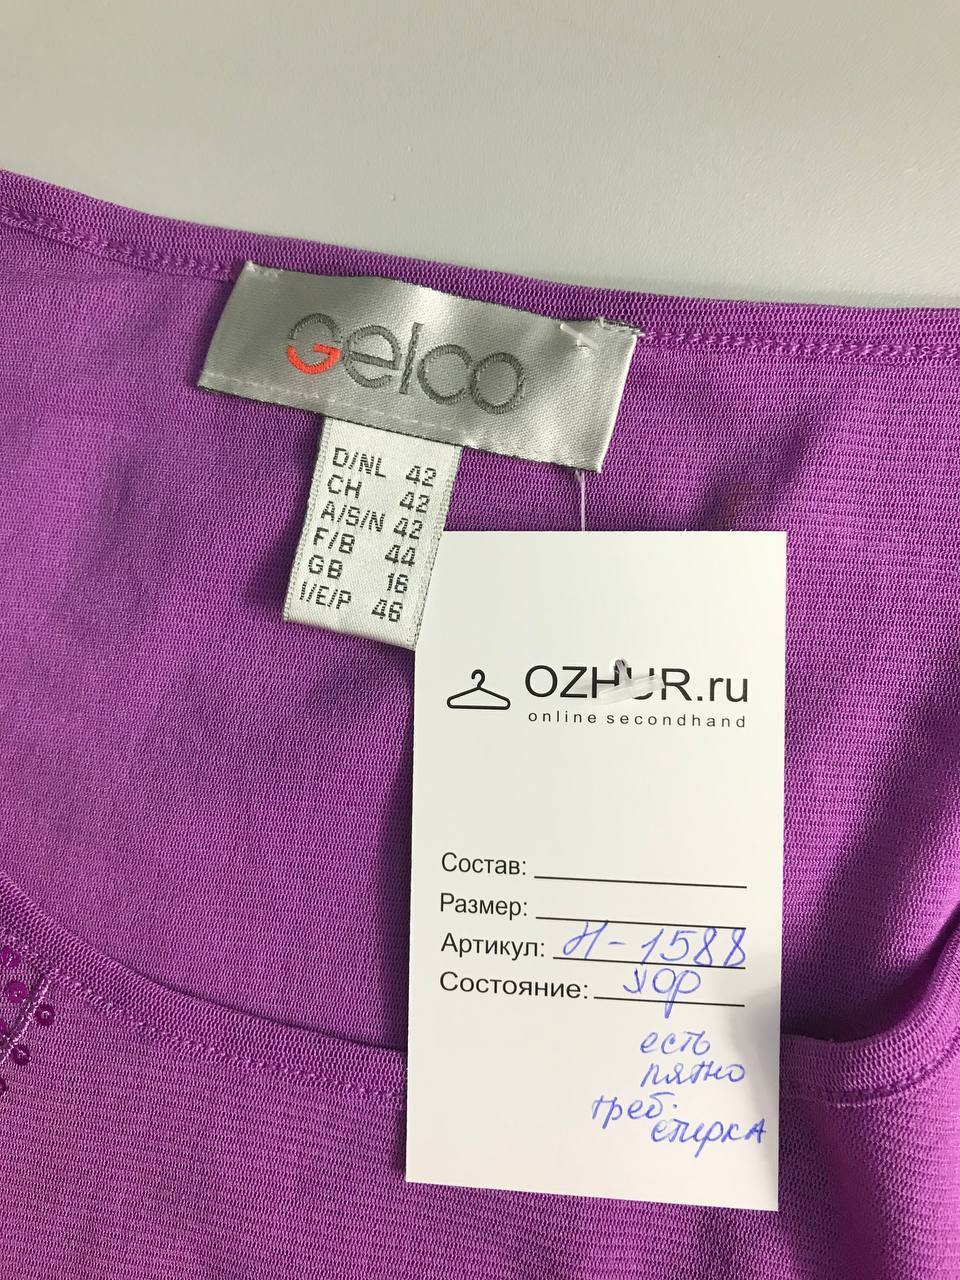 Gelco
D/NL 42
CH 42
A/S/N 42
F/B 44
GB 16
I/E/P 46
OZHUR.ru
online secondhand
Состав:
Размер:
Артикул: Н-1588
Состояние: хор
есть
пятно
треб.
стирка